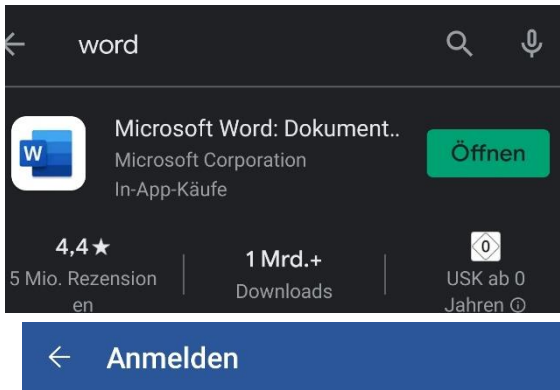 word
Microsoft Word: Dokument..
Microsoft Corporation
In-App-Käufe
Öffnen
W
4,4★
5 Mio. Rezension
en
1 Mrd.+
Downloads
0
USK ab 0
Jahren
Anmelden